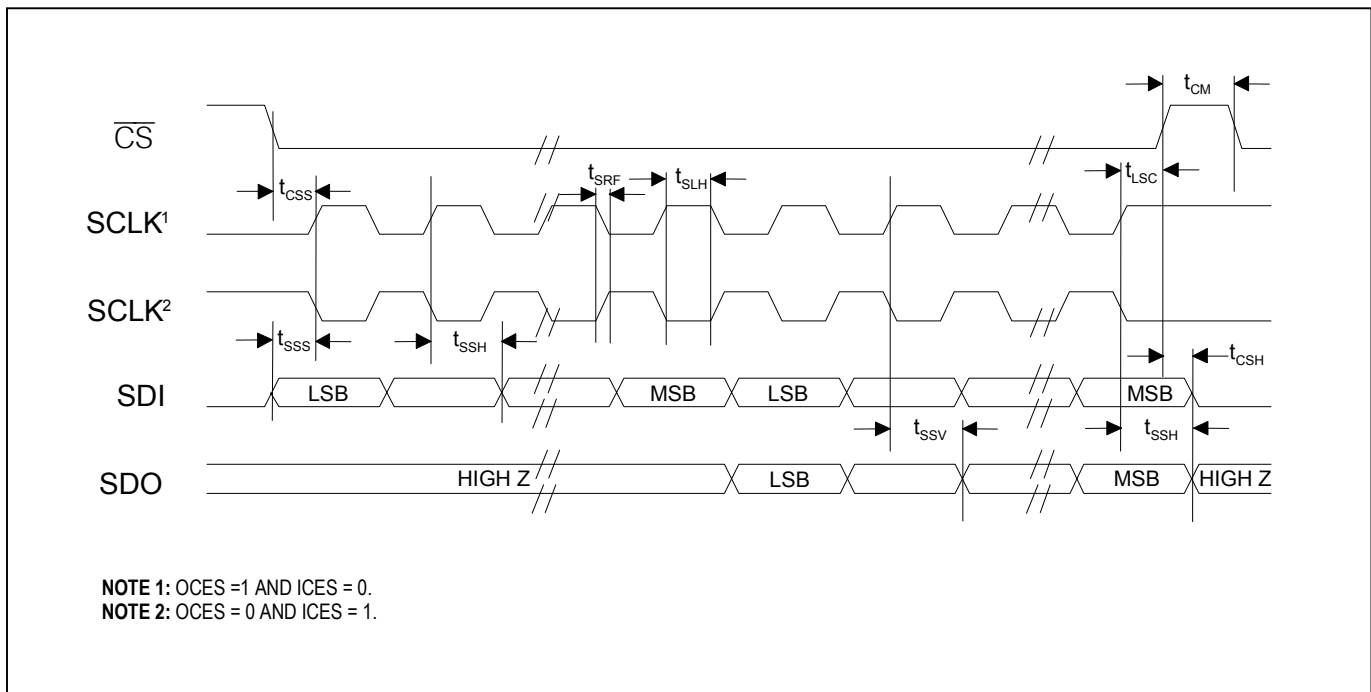 t_CM
CS
t_SRF t_SLH t_LSC
t_CSS
SCLK¹
SCLK²
t_SSS t_SSH t_CSH
SDI LSB MSB LSB MSB
t_SSV t_SSH
SDO HIGH Z LSB MSB HIGH Z
NOTE 1: OCES =1 AND ICES = 0.
NOTE 2: OCES = 0 AND ICES = 1.